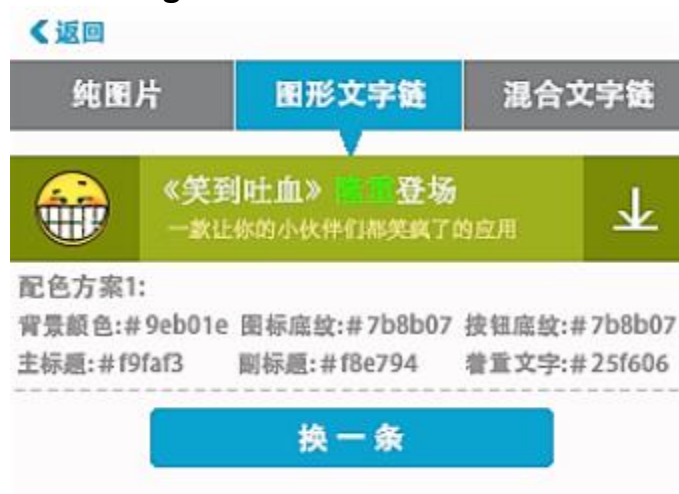 返回
纯图片 图形文字链 混合文字链
《笑到吐血》隆重登场
一款让你的小伙伴们都笑疯了的应用
配色方案1:
背景颜色:#9eb01e 图标底纹:#7b8b07 按钮底纹:#7b8b07
主标题:#f9faf3 副标题:#f8e794 着重文字:#25f606
换一条